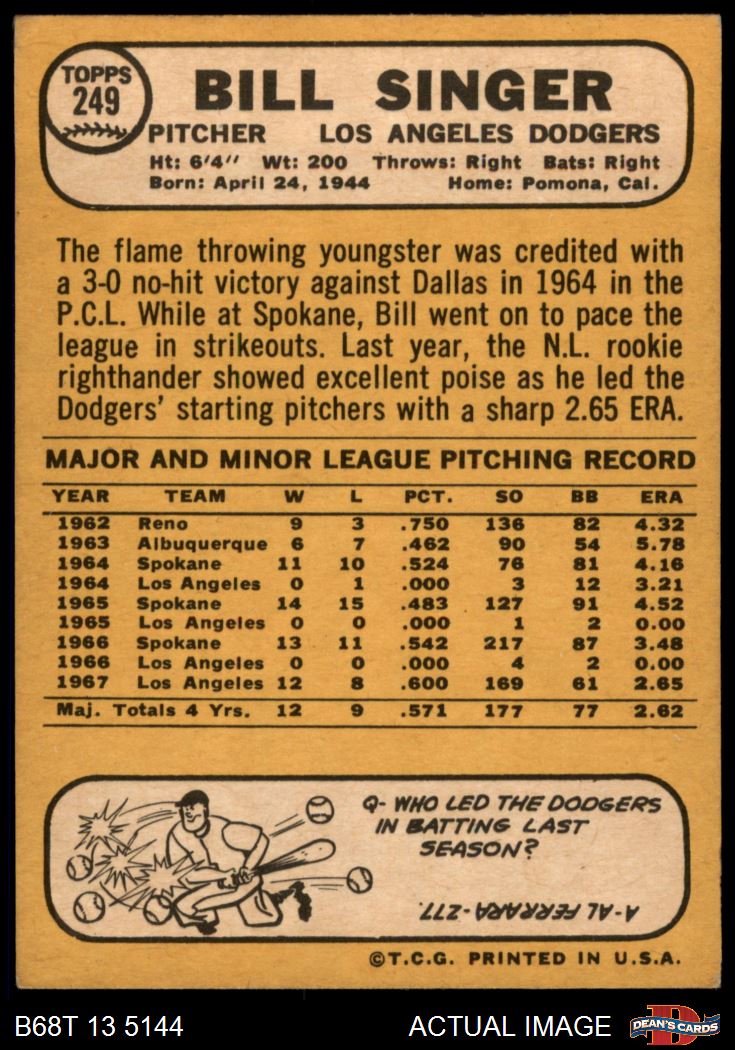 TOPPS
249
BILL SINGER
PITCHER LOS ANGELES DODGERS
Ht: 6'4" Wt: 200 Throws: Right Bats: Right
Born: April 24, 1944 Home: Pomona, Cal.
The flame throwing youngster was credited with
a 3-0 no-hit victory against Dallas in 1964 in the
P.C.L. While at Spokane, Bill went on to pace the
league in strikeouts. Last year, the N.L. rookie
righthander showed excellent poise as he led the
Dodgers' starting pitchers with a sharp 2.65 ERA.
MAJOR AND MINOR LEAGUE PITCHING RECORD
YEAR TEAM W L PCT. SO BB ERA
1962 Reno 9 3 .750 136 82 4.32
1963 Albuquerque 6 7 .462 90 54 5.78
1964 Spokane 11 10 .524 76 81 4.16
1964 Los Angeles 0 1 .000 3 12 3.21
1965 Spokane 14 15 .483 127 91 4.52
1965 Los Angeles 0 0 .000 1 2 0.00
1966 Spokane 13 11 .542 217 87 3.48
1966 Los Angeles 0 0 .000 4 2 0.00
1967 Los Angeles 12 8 .600 169 61 2.65
Maj. Totals 4 Yrs. 12 9 .571 177 77 2.62
Q- WHO LED THE DODGERS
IN BATTING LAST
SEASON?
A- AL FERRARA-277.
©T.C.G. PRINTED IN U.S.A.
B68T 13 5144 ACTUAL IMAGE
D
DEAN'S CARDS